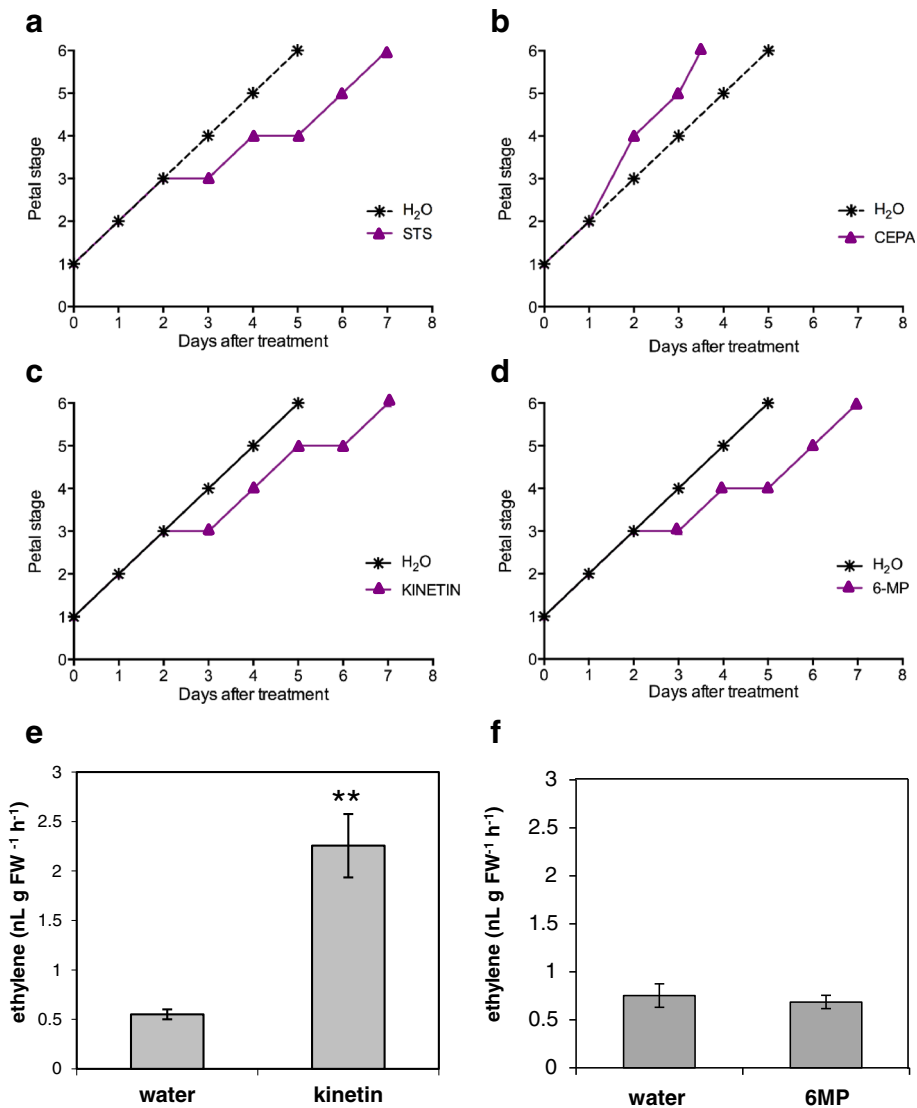 a
6
5
4
3
2
1
0
Petal stage
H₂O
STS
0 1 2 3 4 5 6 7 8
Days after treatment
b
6
5
4
3
2
1
0
Petal stage
H₂O
CEPA
0 1 2 3 4 5 6 7 8
Days after treatment
c
6
5
4
3
2
1
0
Petal stage
H₂O
KINETIN
0 1 2 3 4 5 6 7 8
Days after treatment
d
6
5
4
3
2
1
0
Petal stage
H₂O
6-MP
0 1 2 3 4 5 6 7 8
Days after treatment
e
3
2.5
2
1.5
1
0.5
0
ethylene (nL g FW⁻¹ h⁻¹)
**
water kinetin
f
3
2.5
2
1.5
1
0.5
0
ethylene (nL g FW⁻¹ h⁻¹)
water 6MP